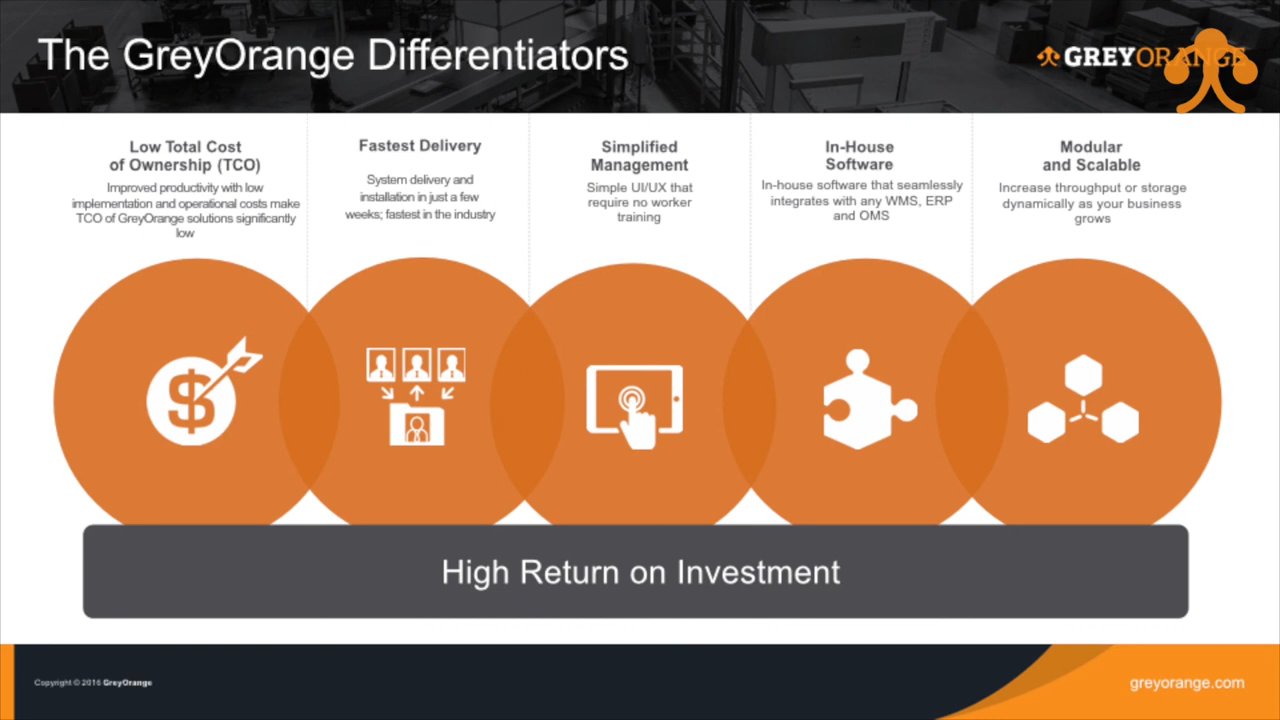 The GreyOrange Differentiators
GREYORANGE
Low Total Cost
of Ownership (TCO)
Improved productivity with low
implementation and operational costs make
TCO of GreyOrange solutions significantly
low
Fastest Delivery
System delivery and
installation in just a few
weeks; fastest in the industry
Simplified
Management
Simple UI/UX that
require no worker
training
In-House
Software
In-house software that seamlessly
integrates with any WMS, ERP
and OMS
Modular
and Scalable
Increase throughput or storage
dynamically as your business
grows
$
High Return on Investment
Copyright © 2016 GreyOrange
greyorange.com